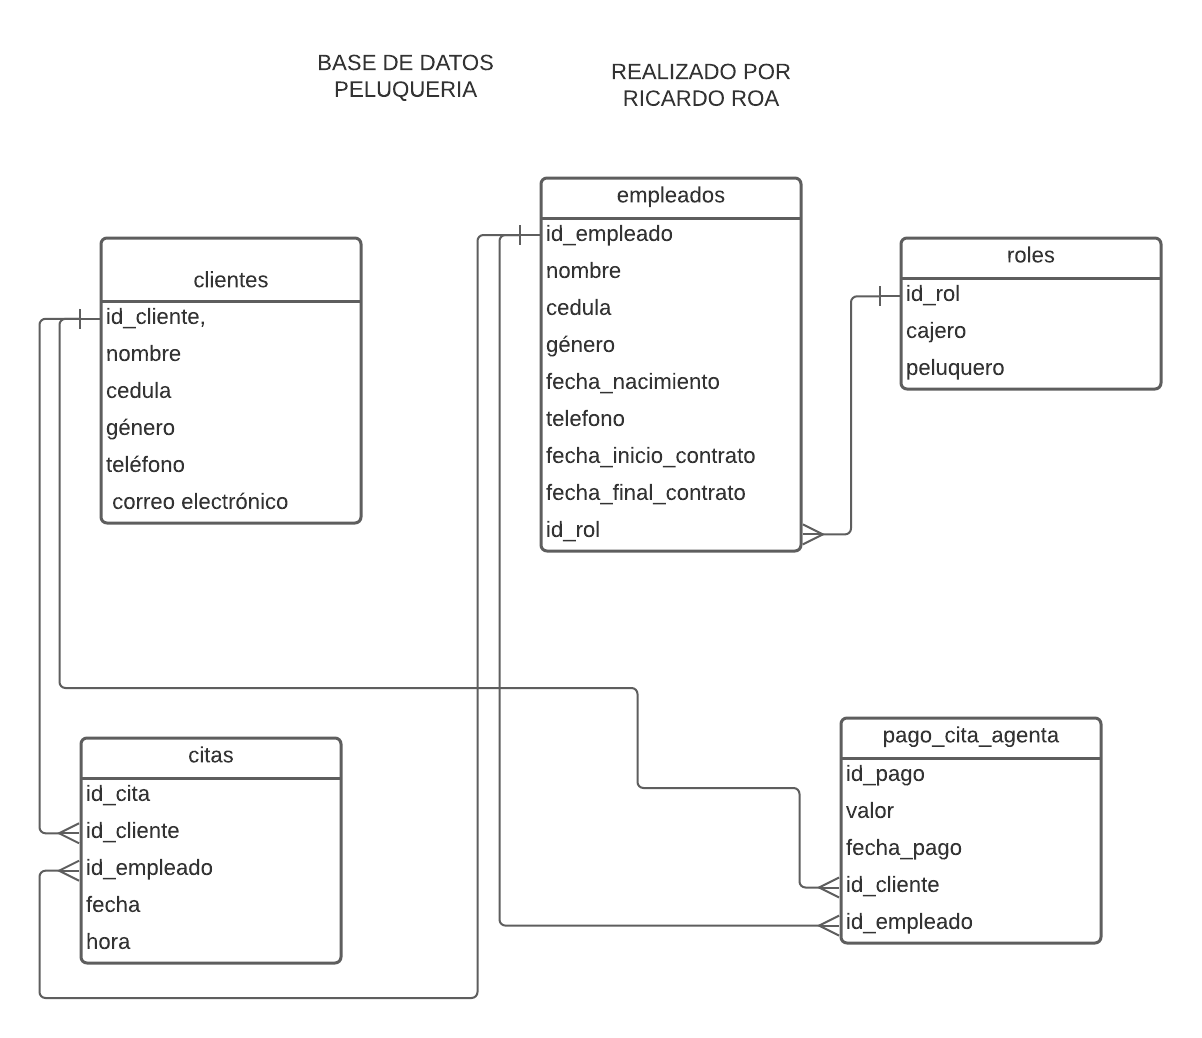 BASE DE DATOS
PELUQUERIA
REALIZADO POR
RICARDO ROA
clientes
id_cliente,
nombre
cedula
género
teléfono
correo electrónico
empleados
id_empleado
nombre
cedula
género
fecha_nacimiento
telefono
fecha_inicio_contrato
fecha_final_contrato
id_rol
roles
id_rol
cajero
peluquero
citas
id_cita
id_cliente
id_empleado
fecha
hora
pago_cita_agenta
id_pago
valor
fecha_pago
id_cliente
id_empleado